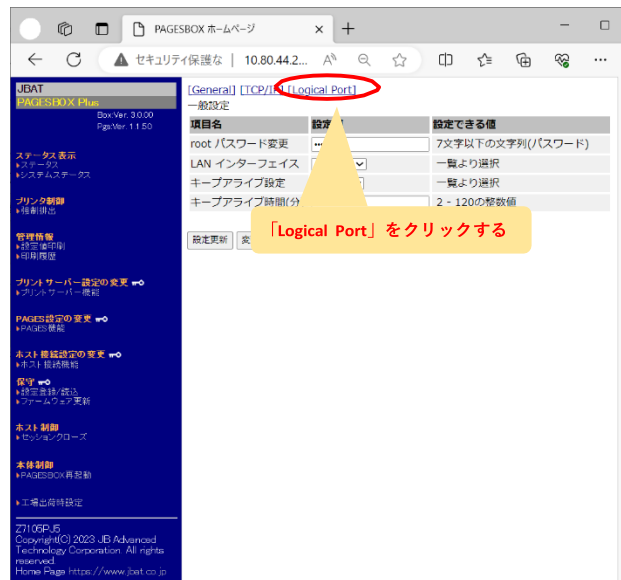 PAGESBOX ホームページ
セキュリティ保護な | 10.80.44.2...
JBAT
PAGESBOX Plus
Box:Ver. 3.0.00
Pgs:Ver. 1.1.50
ステータス表示
ステータス
システムステータス
プリンタ制御
強制排出
管理情報
設定値印刷
印刷履歴
プリントサーバー設定の変更
プリントサーバー機能
PAGES設定の変更
PAGES機能
ホスト接続設定の変更
ホスト接続機能
保守
設定登録/読込
ファームウェア更新
ホスト制御
セッションクローズ
本体制御
PAGESBOX再起動
工場出荷時設定
Z7105PJ5
Copyright(C) 2023 JB Advanced
Technology Corporation. All rights
reserved.
Home Page https://www.jbat.co.jp
[General] [TCP/IP] [Logical Port]
一般設定
項目名 設定 設定できる値
root パスワード変更 7文字以下の文字列(パスワード)
LAN インターフェイス 一覧より選択
キープアライブ設定 一覧より選択
キープアライブ時間(分 2 - 120の整数値
設定更新 変
「Logical Port」をクリックする